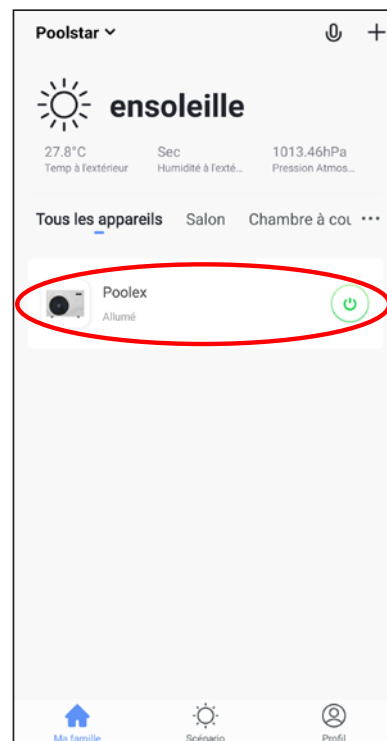 Poolstar
ensoleille
27.8°C Sec 1013.46hPa
Temp à l'extérieur Humidité à l'exté... Pression Atmos...
Tous les appareils Salon Chambre à cou ...
Poolex
Allumé
Ma famille Scénario Profil